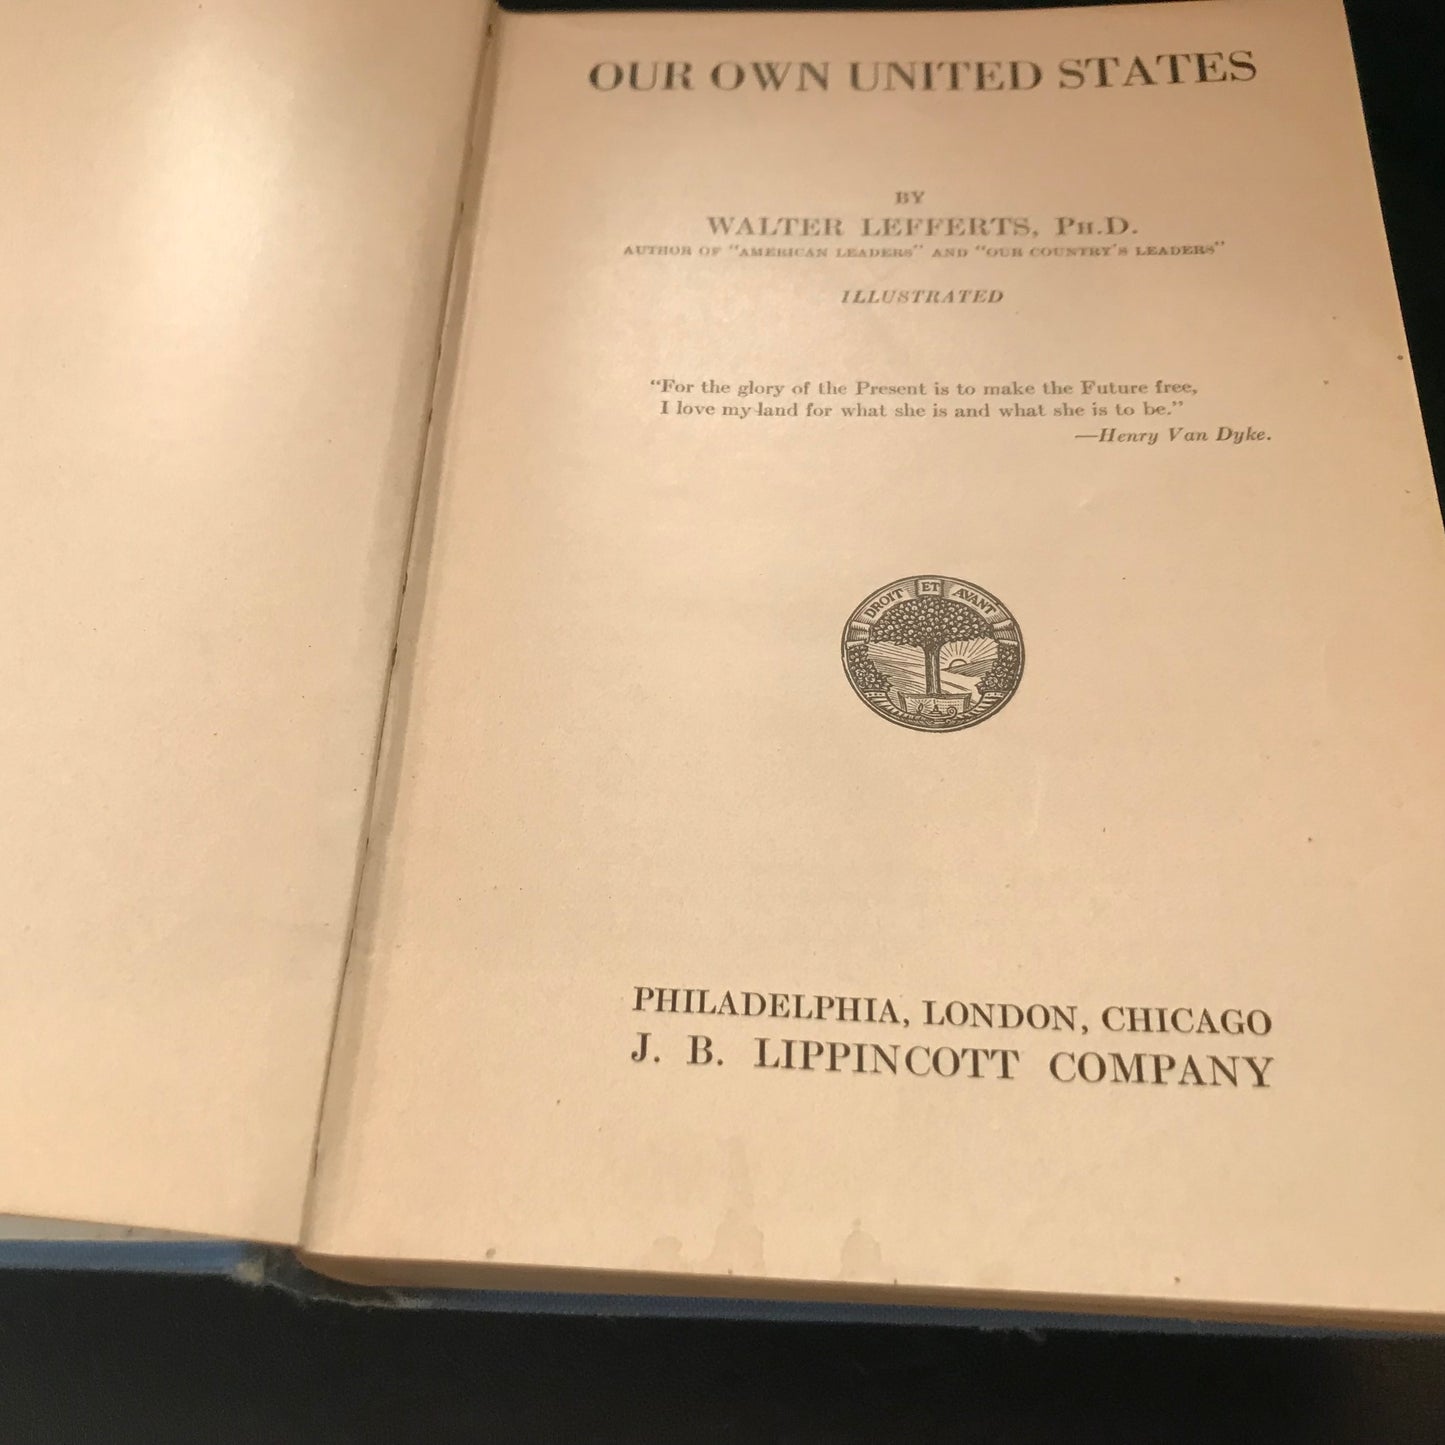 OUR OWN UNITED STATES
BY
WALTER LEFFERTS, PH.D.
AUTHOR OF "AMERICAN LEADERS" AND "OUR COUNTRY'S LEADERS"
ILLUSTRATED
"For the glory of the Present is to make the Future free,
I love my land for what she is and what she is to be."
—Henry Van Dyke.
DROIT ET AVANT
PHILADELPHIA, LONDON, CHICAGO
J. B. LIPPINCOTT COMPANY